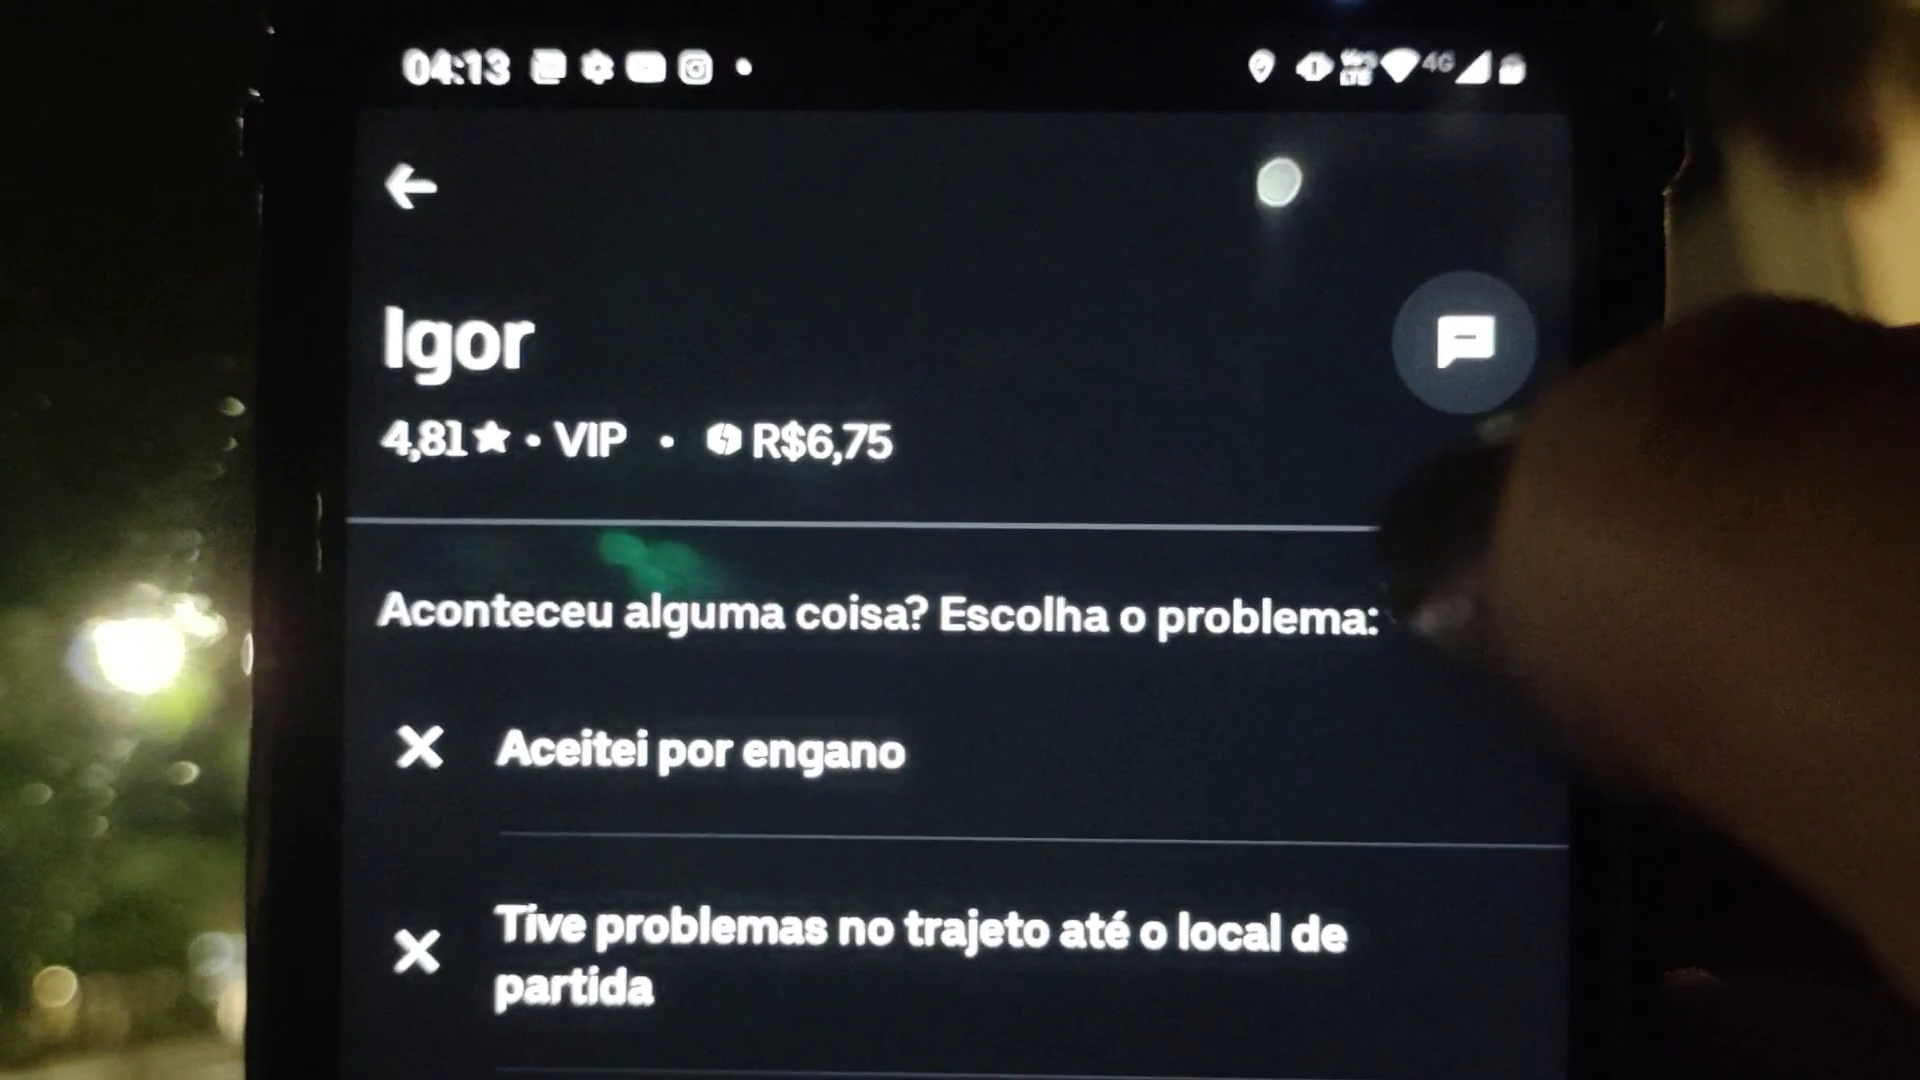 04:13
4G
Igor
4,81★ • VIP • R$6,75
Aconteceu alguma coisa? Escolha o problema:
Aceitei por engano
Tive problemas no trajeto até o local de
partida